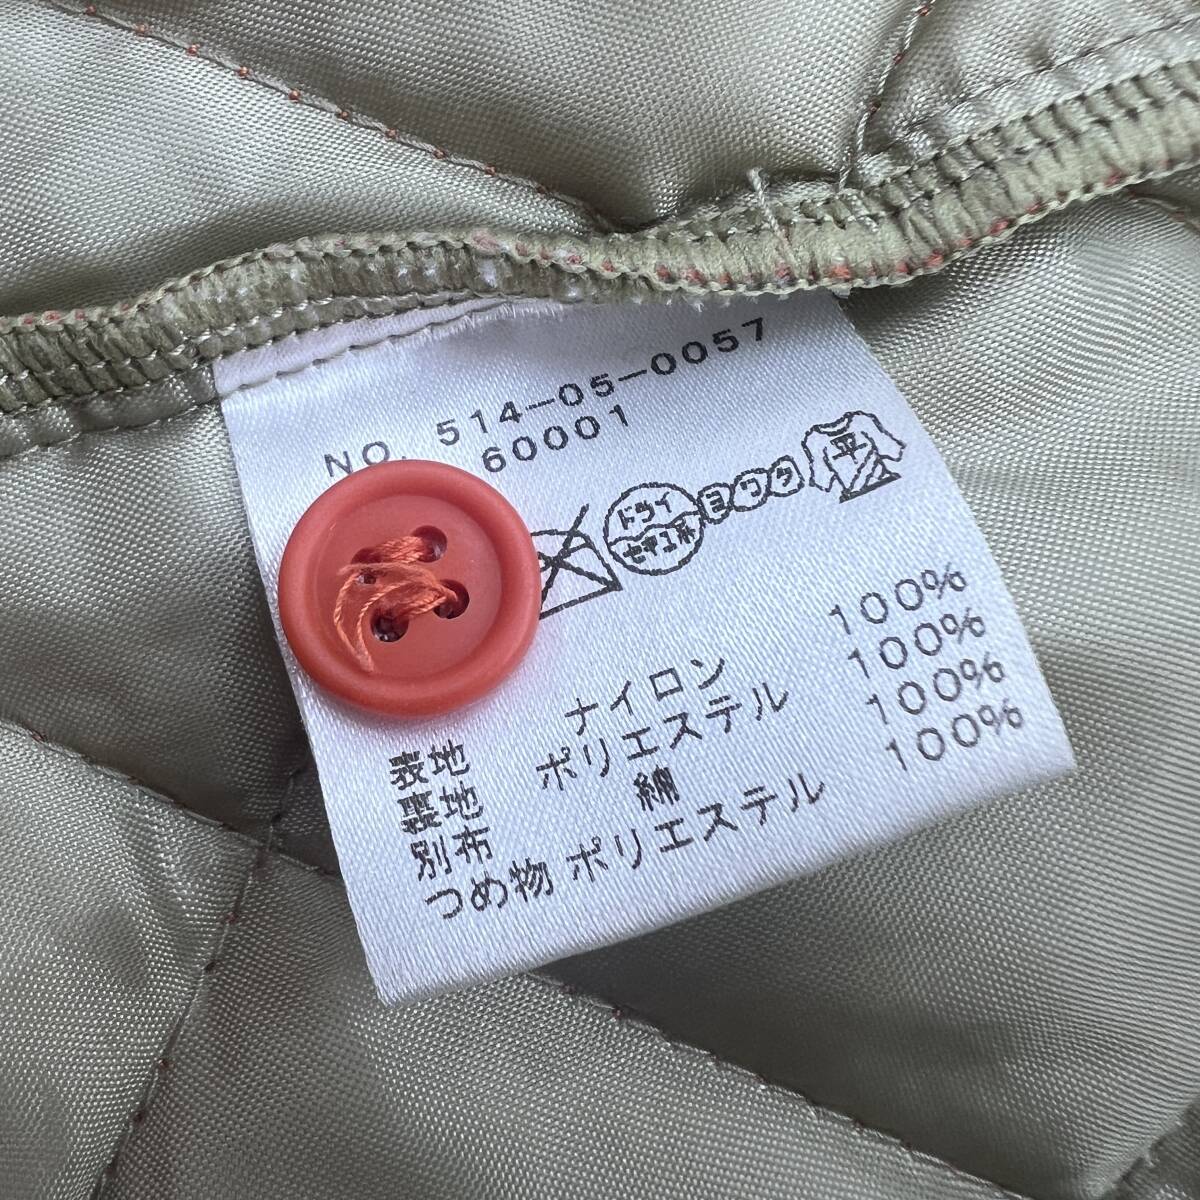 NO. 514-05-0057
60001
ドライ
セキユ系
ヨワク
平
表地 ナイロン 100%
裏地 ポリエステル 100%
別布 綿 100%
つめ物 ポリエステル 100%